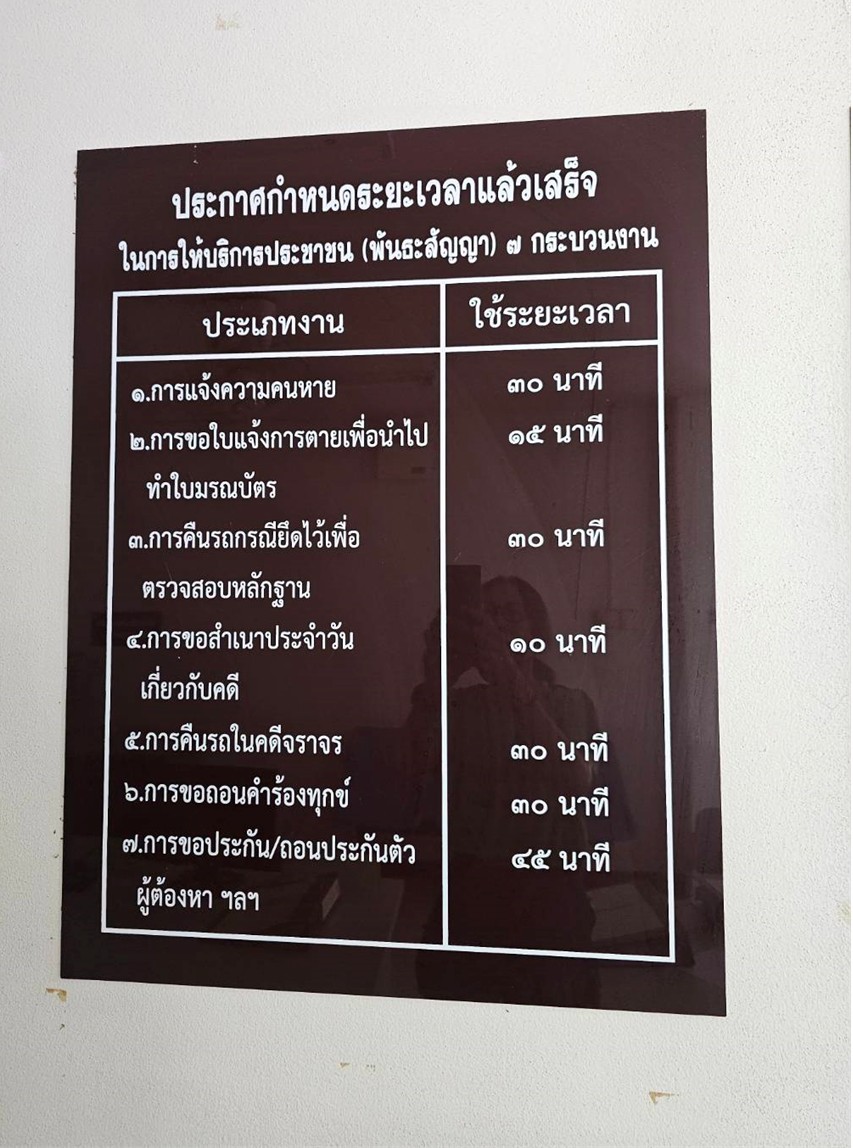 ประกาศกำหนดระยะเวลาแล้วเสร็จ
ในการให้บริการประชาชน (พันธะสัญญา) ๗ กระบวนงาน
ประเภทงาน ใช้ระยะเวลา
๑.การแจ้งความคนหาย ๓๐ นาที
๒.การขอใบแจ้งการตายเพื่อนำไป ๑๕ นาที
ทำใบมรณบัตร
๓.การคืนรถกรณียึดไว้เพื่อ ๓๐ นาที
ตรวจสอบหลักฐาน
๔.การขอสำเนาประจำวัน ๑๐ นาที
เกี่ยวกับคดี
๕.การคืนรถในคดีจราจร ๓๐ นาที
๖.การขอถอนคำร้องทุกข์ ๓๐ นาที
๗.การขอประกัน/ถอนประกันตัว ๔๕ นาที
ผู้ต้องหา ฯลฯ